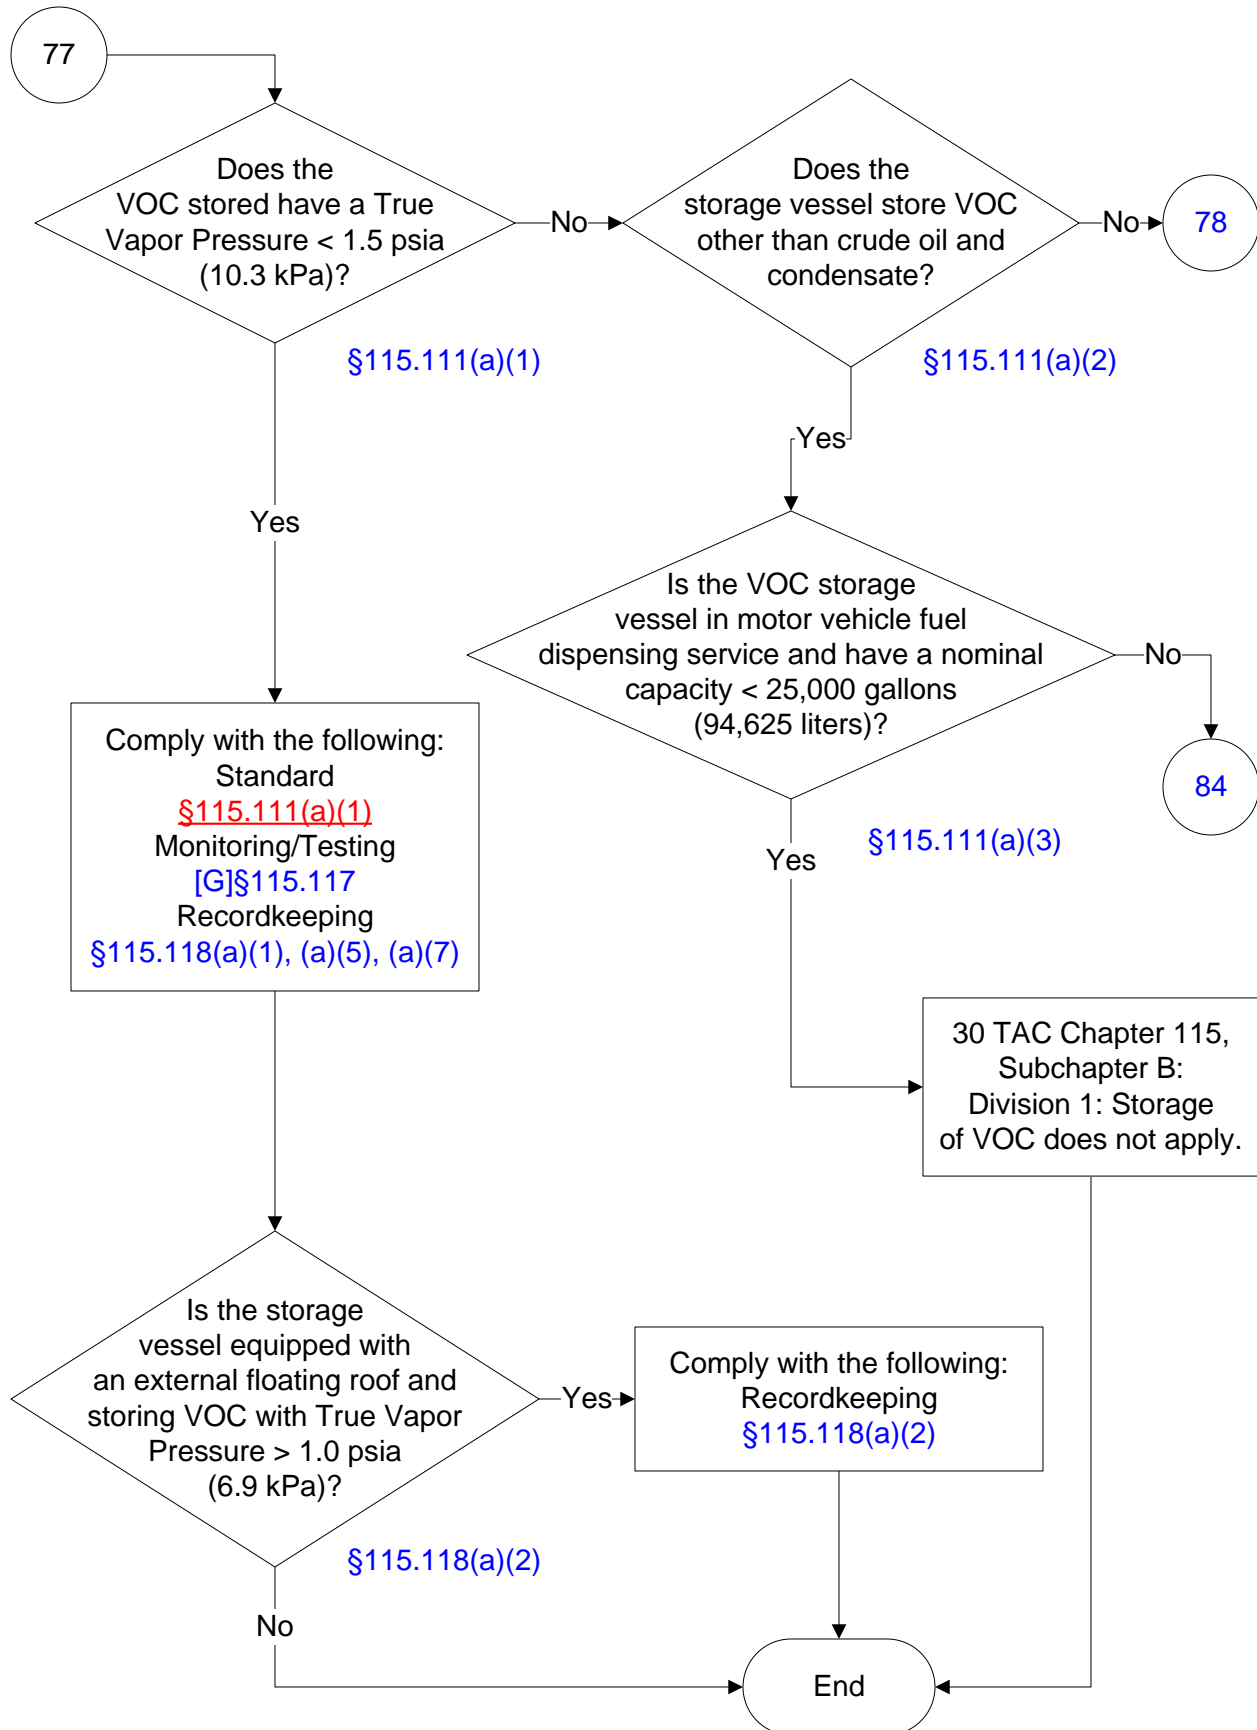 77
Does the
VOC stored have a True
Vapor Pressure < 1.5 psia
(10.3 kPa)?
No
Does the
storage vessel store VOC
other than crude oil and
condensate?
No
78
§115.111(a)(1)
§115.111(a)(2)
Yes
Yes
Is the VOC storage
vessel in motor vehicle fuel
dispensing service and have a nominal
capacity < 25,000 gallons
(94,625 liters)?
No
84
§115.111(a)(3)
Yes
Comply with the following:
Standard
§115.111(a)(1)
Monitoring/Testing
[G]§115.117
Recordkeeping
§115.118(a)(1), (a)(5), (a)(7)
30 TAC Chapter 115,
Subchapter B:
Division 1: Storage
of VOC does not apply.
Is the storage
vessel equipped with
an external floating roof and
storing VOC with True Vapor
Pressure > 1.0 psia
(6.9 kPa)?
Yes
Comply with the following:
Recordkeeping
§115.118(a)(2)
§115.118(a)(2)
No
End